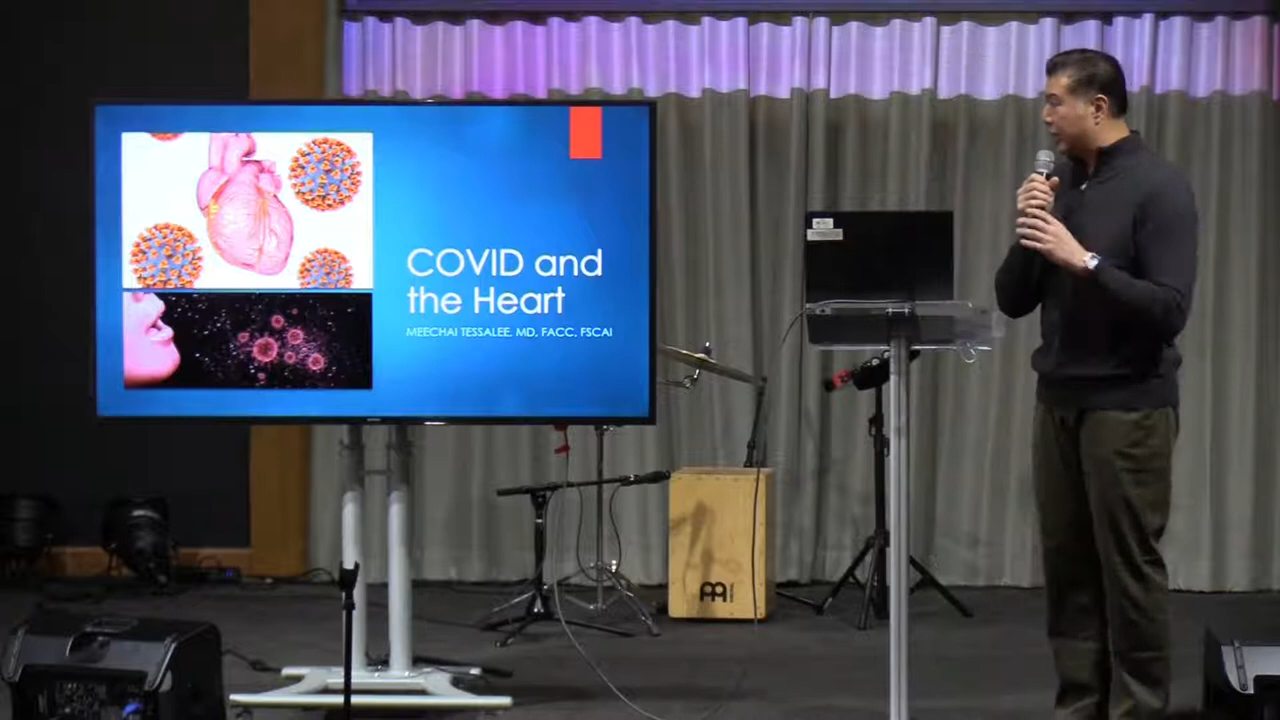 COVID and
the Heart
MEECHAI TESSALEE, MD, FACC, FSCAI